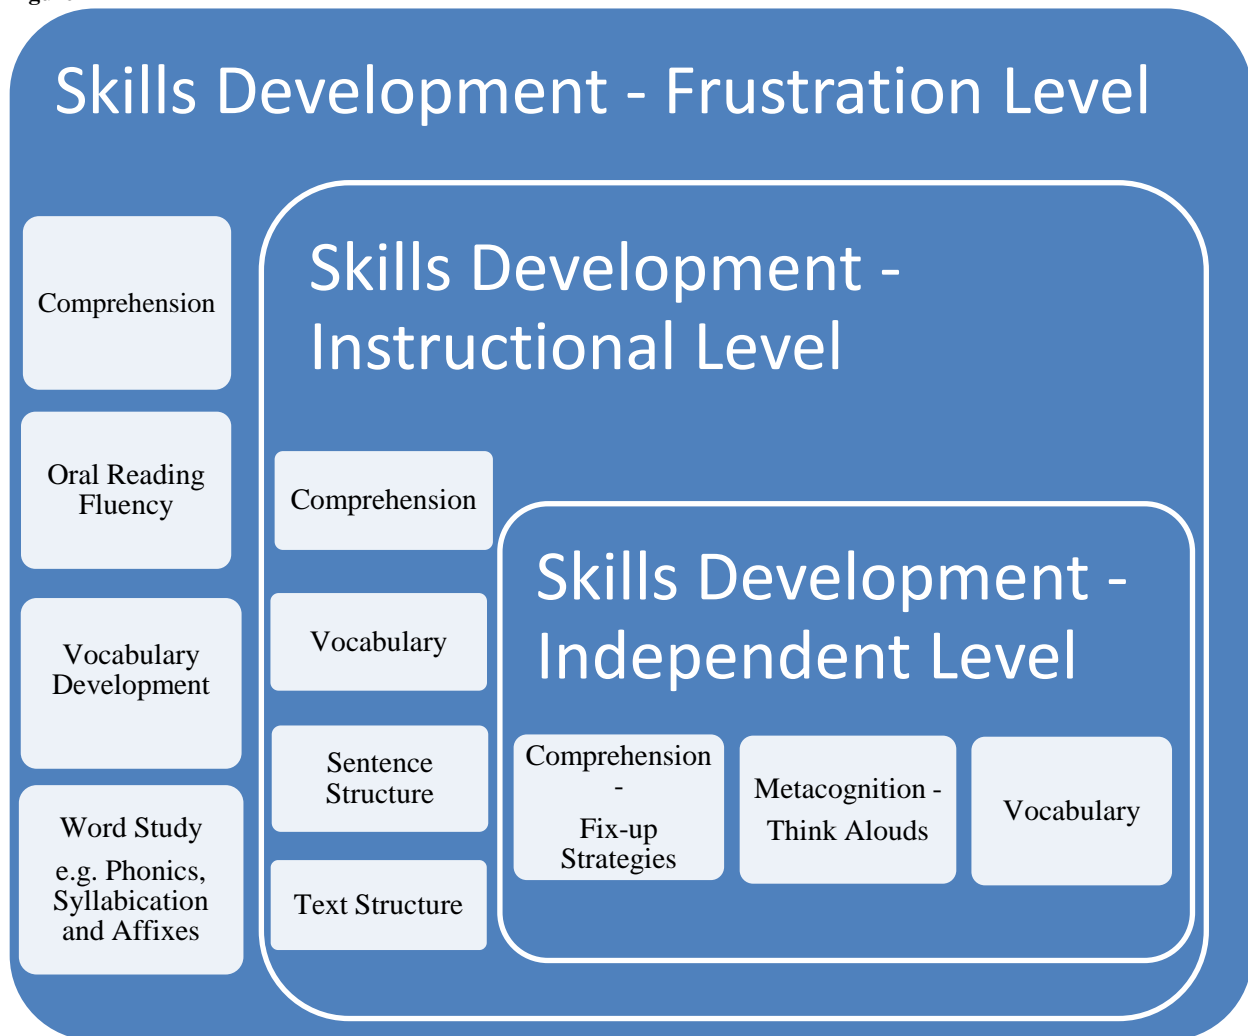 Skills Development - Frustration Level
Comprehension
Oral Reading
Fluency
Vocabulary
Development
Word Study
e.g. Phonics,
Syllabication
and Affixes
Skills Development -
Instructional Level
Comprehension
Vocabulary
Sentence
Structure
Text Structure
Skills Development -
Independent Level
Comprehension
-
Fix-up
Strategies
Metacognition -
Think Alouds
Vocabulary